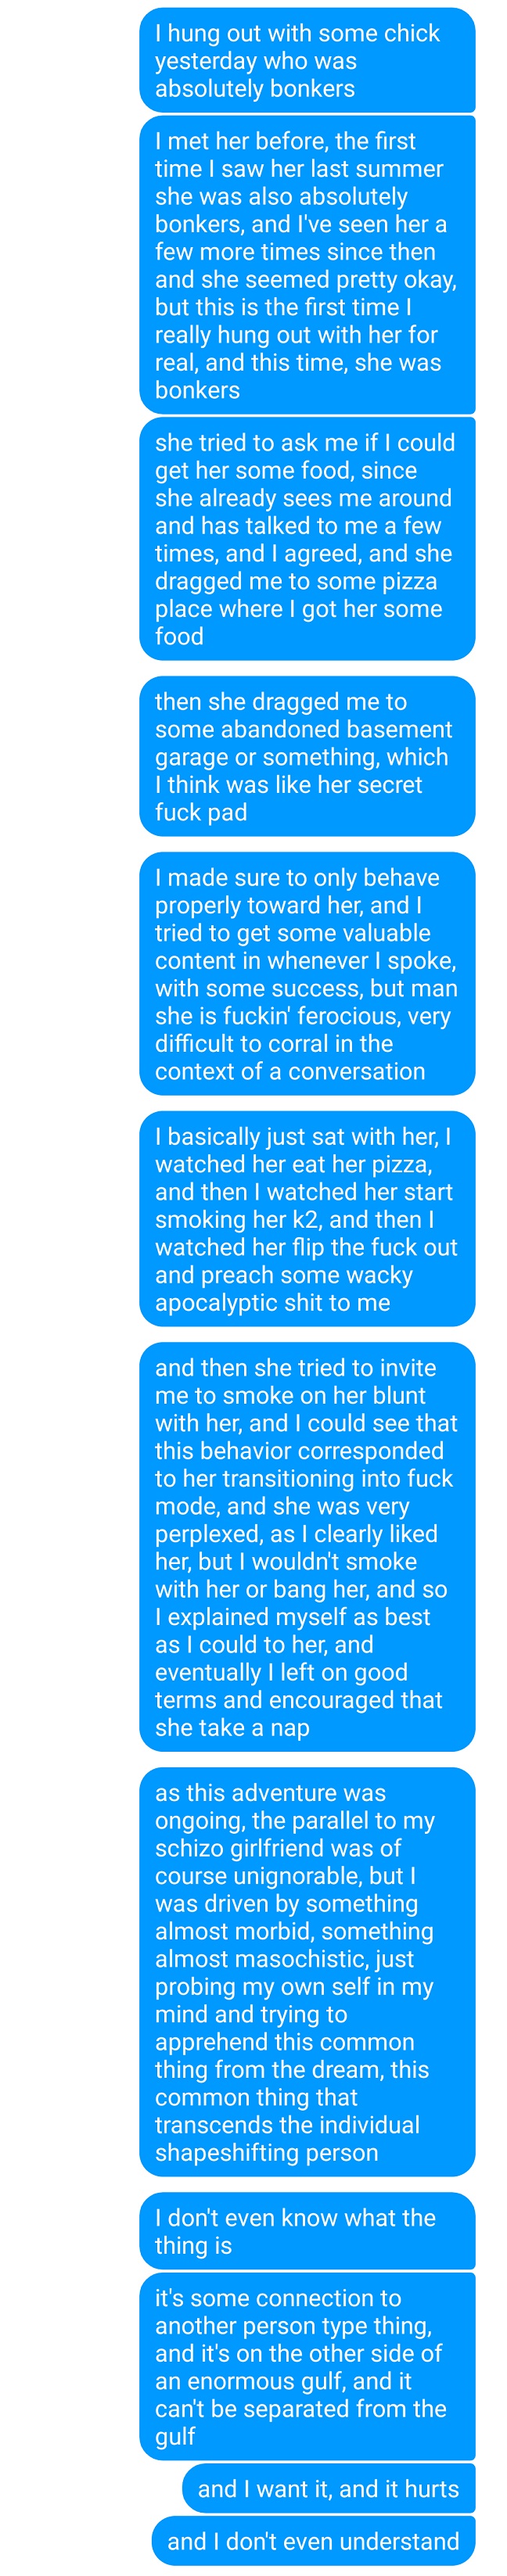 I hung out with some chick
yesterday who was
absolutely bonkers
I met her before, the first
time I saw her last summer
she was also absolutely
bonkers, and I've seen her a
few more times since then
and she seemed pretty okay,
but this is the first time I
really hung out with her for
real, and this time, she was
bonkers
she tried to ask me if I could
get her some food, since
she already sees me around
and has talked to me a few
times, and I agreed, and she
dragged me to some pizza
place where I got her some
food
then she dragged me to
some abandoned basement
garage or something, which
I think was like her secret
fuck pad
I made sure to only behave
properly toward her, and I
tried to get some valuable
content in whenever I spoke,
with some success, but man
she is fuckin' ferocious, very
difficult to corral in the
context of a conversation
I basically just sat with her, I
watched her eat her pizza,
and then I watched her start
smoking her k2, and then I
watched her flip the fuck out
and preach some wacky
apocalyptic shit to me
and then she tried to invite
me to smoke on her blunt
with her, and I could see that
this behavior corresponded
to her transitioning into fuck
mode, and she was very
perplexed, as I clearly liked
her, but I wouldn't smoke
with her or bang her, and so
I explained myself as best
as I could to her, and
eventually I left on good
terms and encouraged that
she take a nap
as this adventure was
ongoing, the parallel to my
schizo girlfriend was of
course unignorable, but I
was driven by something
almost morbid, something
almost masochistic, just
probing my own self in my
mind and trying to
apprehend this common
thing from the dream, this
common thing that
transcends the individual
shapeshifting person
I don't even know what the
thing is
it's some connection to
another person type thing,
and it's on the other side of
an enormous gulf, and it
can't be separated from the
gulf
and I want it, and it hurts
and I don't even understand